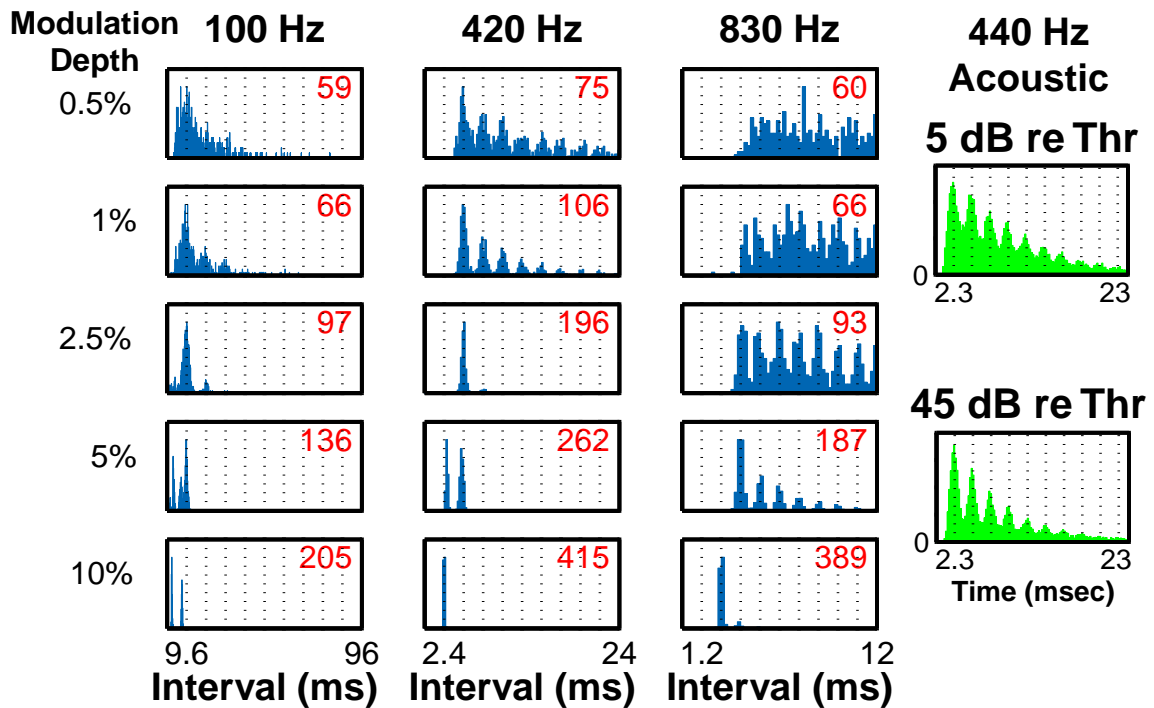 Modulation
Depth
100 Hz
420 Hz
830 Hz
440 Hz
Acoustic
0.5%
59
75
60
5 dB re Thr
1%
66
106
66
0
2.3
23
2.5%
97
196
93
45 dB re Thr
5%
136
262
187
0
2.3
23
Time (msec)
10%
205
415
389
9.6
96
2.4
24
1.2
12
Interval (ms)
Interval (ms)
Interval (ms)